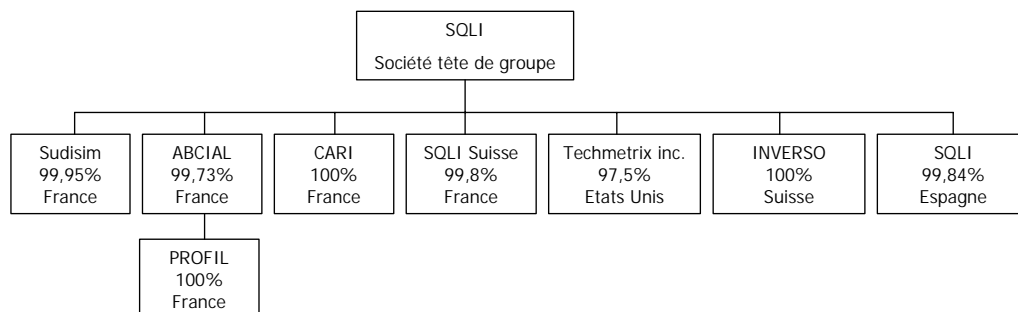 SQLI
Société tête de groupe
Sudisim
99,95%
France
ABCIAL
99,73%
France
CARI
100%
France
SQLI Suisse
99,8%
France
Techmetrix inc.
97,5%
Etats Unis
INVERSO
100%
Suisse
SQLI
99,84%
Espagne
PROFIL
100%
France